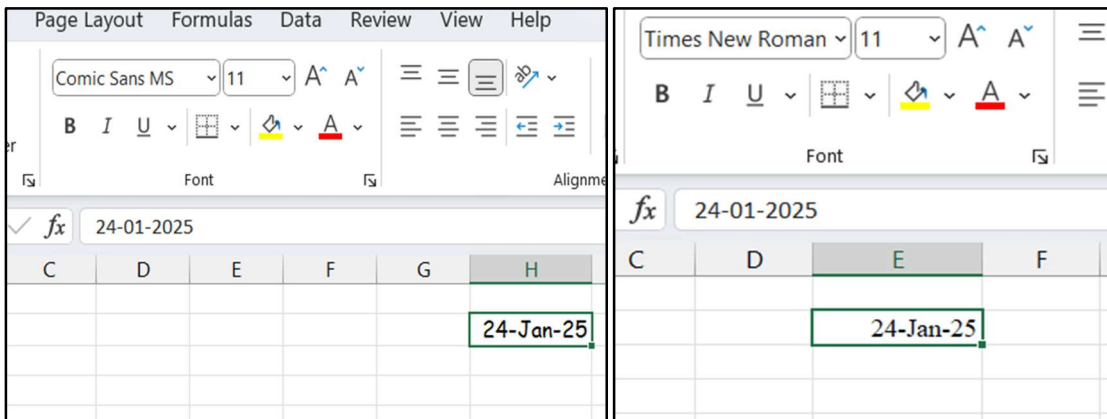 Page Layout Formulas Data Review View Help
Comic Sans MS 11 A A
B I U A
er
Font Alignme
fx 24-01-2025
C D E F G H
24-Jan-25
Times New Roman 11 A A
B I U A
Font
fx 24-01-2025
C D E F
24-Jan-25